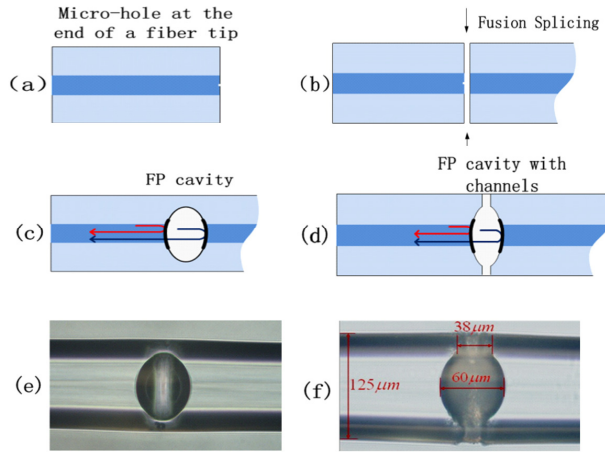 Micro-hole at the
end of a fiber tip
Fusion Splicing
(a)
(b)
FP cavity
FP cavity with
channels
(c)
(d)
38μm
(e)
125μm
60μm
(f)